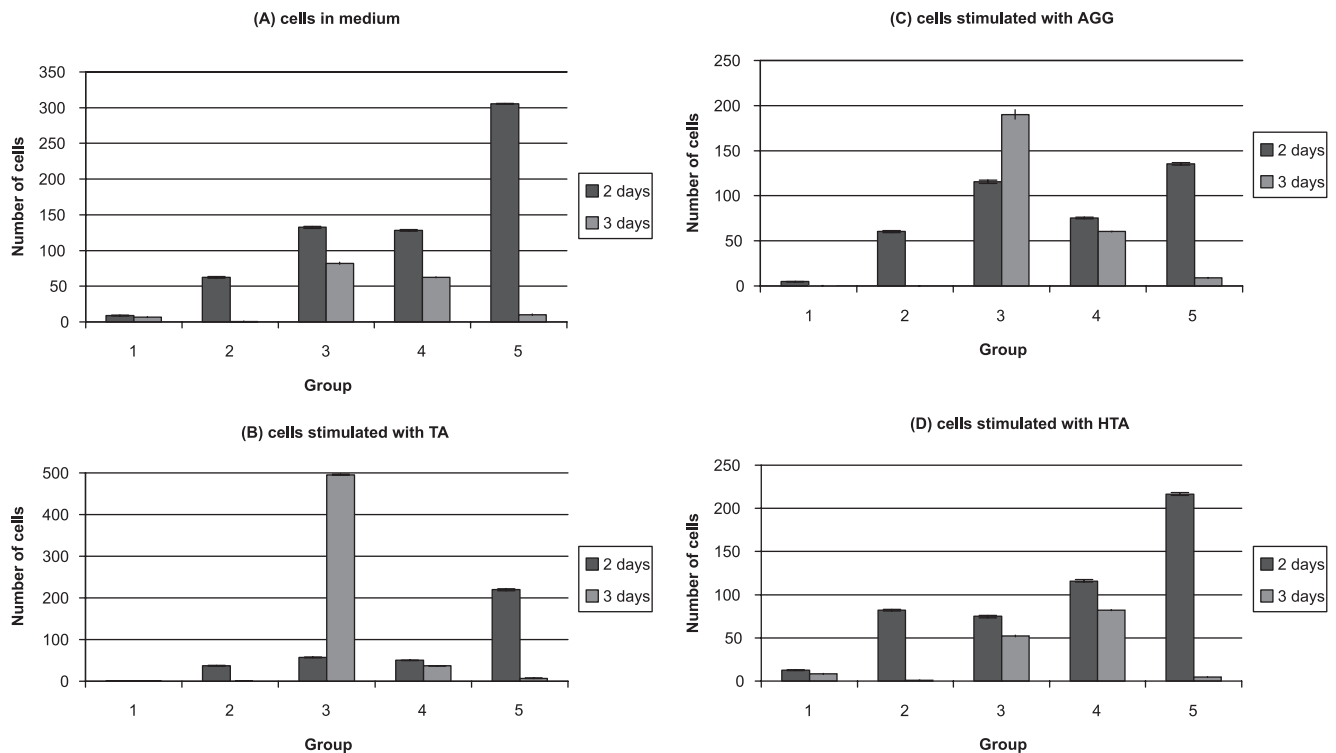 (A) cells in medium
Number of cells
350
300
250
200
150
100
50
0
1 2 3 4 5
Group
2 days
3 days
(B) cells stimulated with TA
Number of cells
500
400
300
200
100
0
1 2 3 4 5
Group
2 days
3 days
(C) cells stimulated with AGG
Number of cells
250
200
150
100
50
0
1 2 3 4 5
Group
2 days
3 days
(D) cells stimulated with HTA
Number of cells
250
200
150
100
50
0
1 2 3 4 5
Group
2 days
3 days